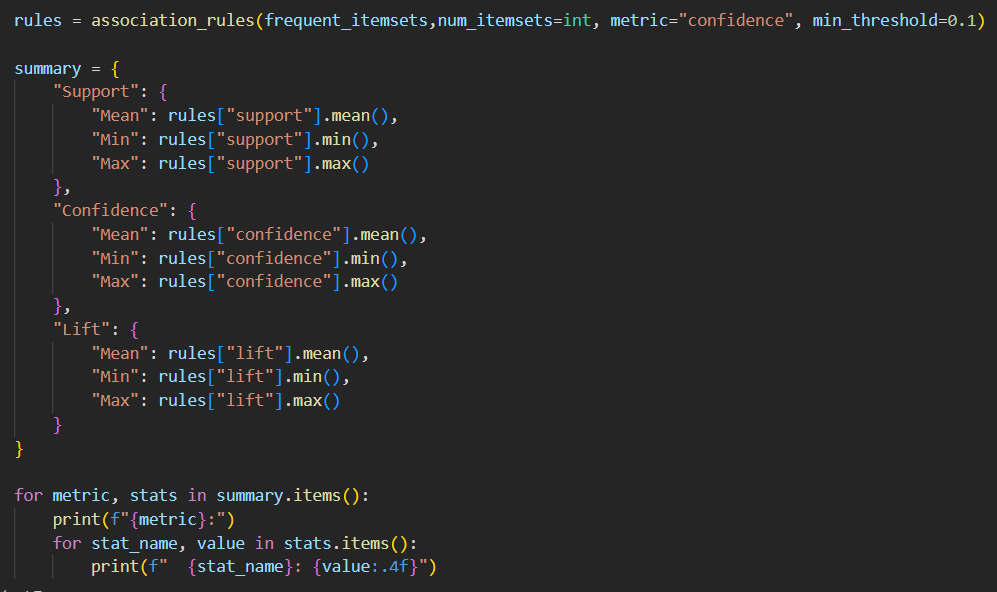 rules = association_rules(frequent_itemsets,num_itemsets=int, metric="confidence", min_threshold=0.1)
summary = {
    "Support": {
        "Mean": rules["support"].mean(),
        "Min": rules["support"].min(),
        "Max": rules["support"].max()
    },
    "Confidence": {
        "Mean": rules["confidence"].mean(),
        "Min": rules["confidence"].min(),
        "Max": rules["confidence"].max()
    },
    "Lift": {
        "Mean": rules["lift"].mean(),
        "Min": rules["lift"].min(),
        "Max": rules["lift"].max()
    }
}
for metric, stats in summary.items():
    print(f"{metric}:")
    for stat_name, value in stats.items():
        print(f"  {stat_name}: {value:.4f}")